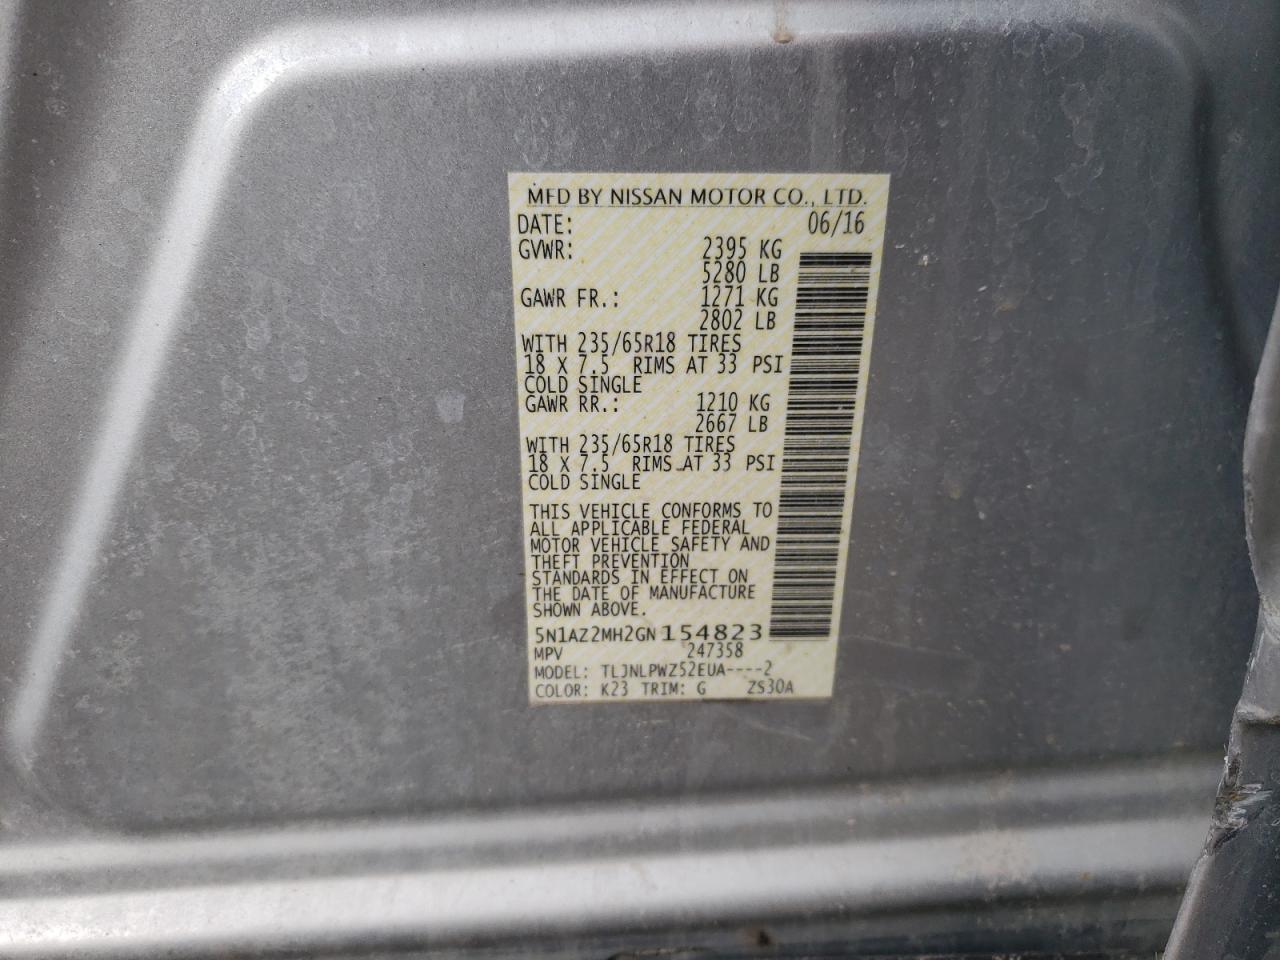 MFD BY NISSAN MOTOR CO., LTD.
DATE: 06/16
GVWR: 2395 KG
5280 LB
GAWR FR.: 1271 KG
2802 LB
WITH 235/65R18 TIRES
18 X 7.5 RIMS AT 33 PSI
COLD SINGLE
GAWR RR.: 1210 KG
2667 LB
WITH 235/65R18 TIRES
18 X 7.5 RIMS AT 33 PSI
COLD SINGLE
THIS VEHICLE CONFORMS TO
ALL APPLICABLE FEDERAL
MOTOR VEHICLE SAFETY AND
THEFT PREVENTION
STANDARDS IN EFFECT ON
THE DATE OF MANUFACTURE
SHOWN ABOVE.
5N1AZ2MH2GN154823
MPV 247358
MODEL: TLJNLPWZ52EUA----2
COLOR: K23 TRIM: G ZS30A